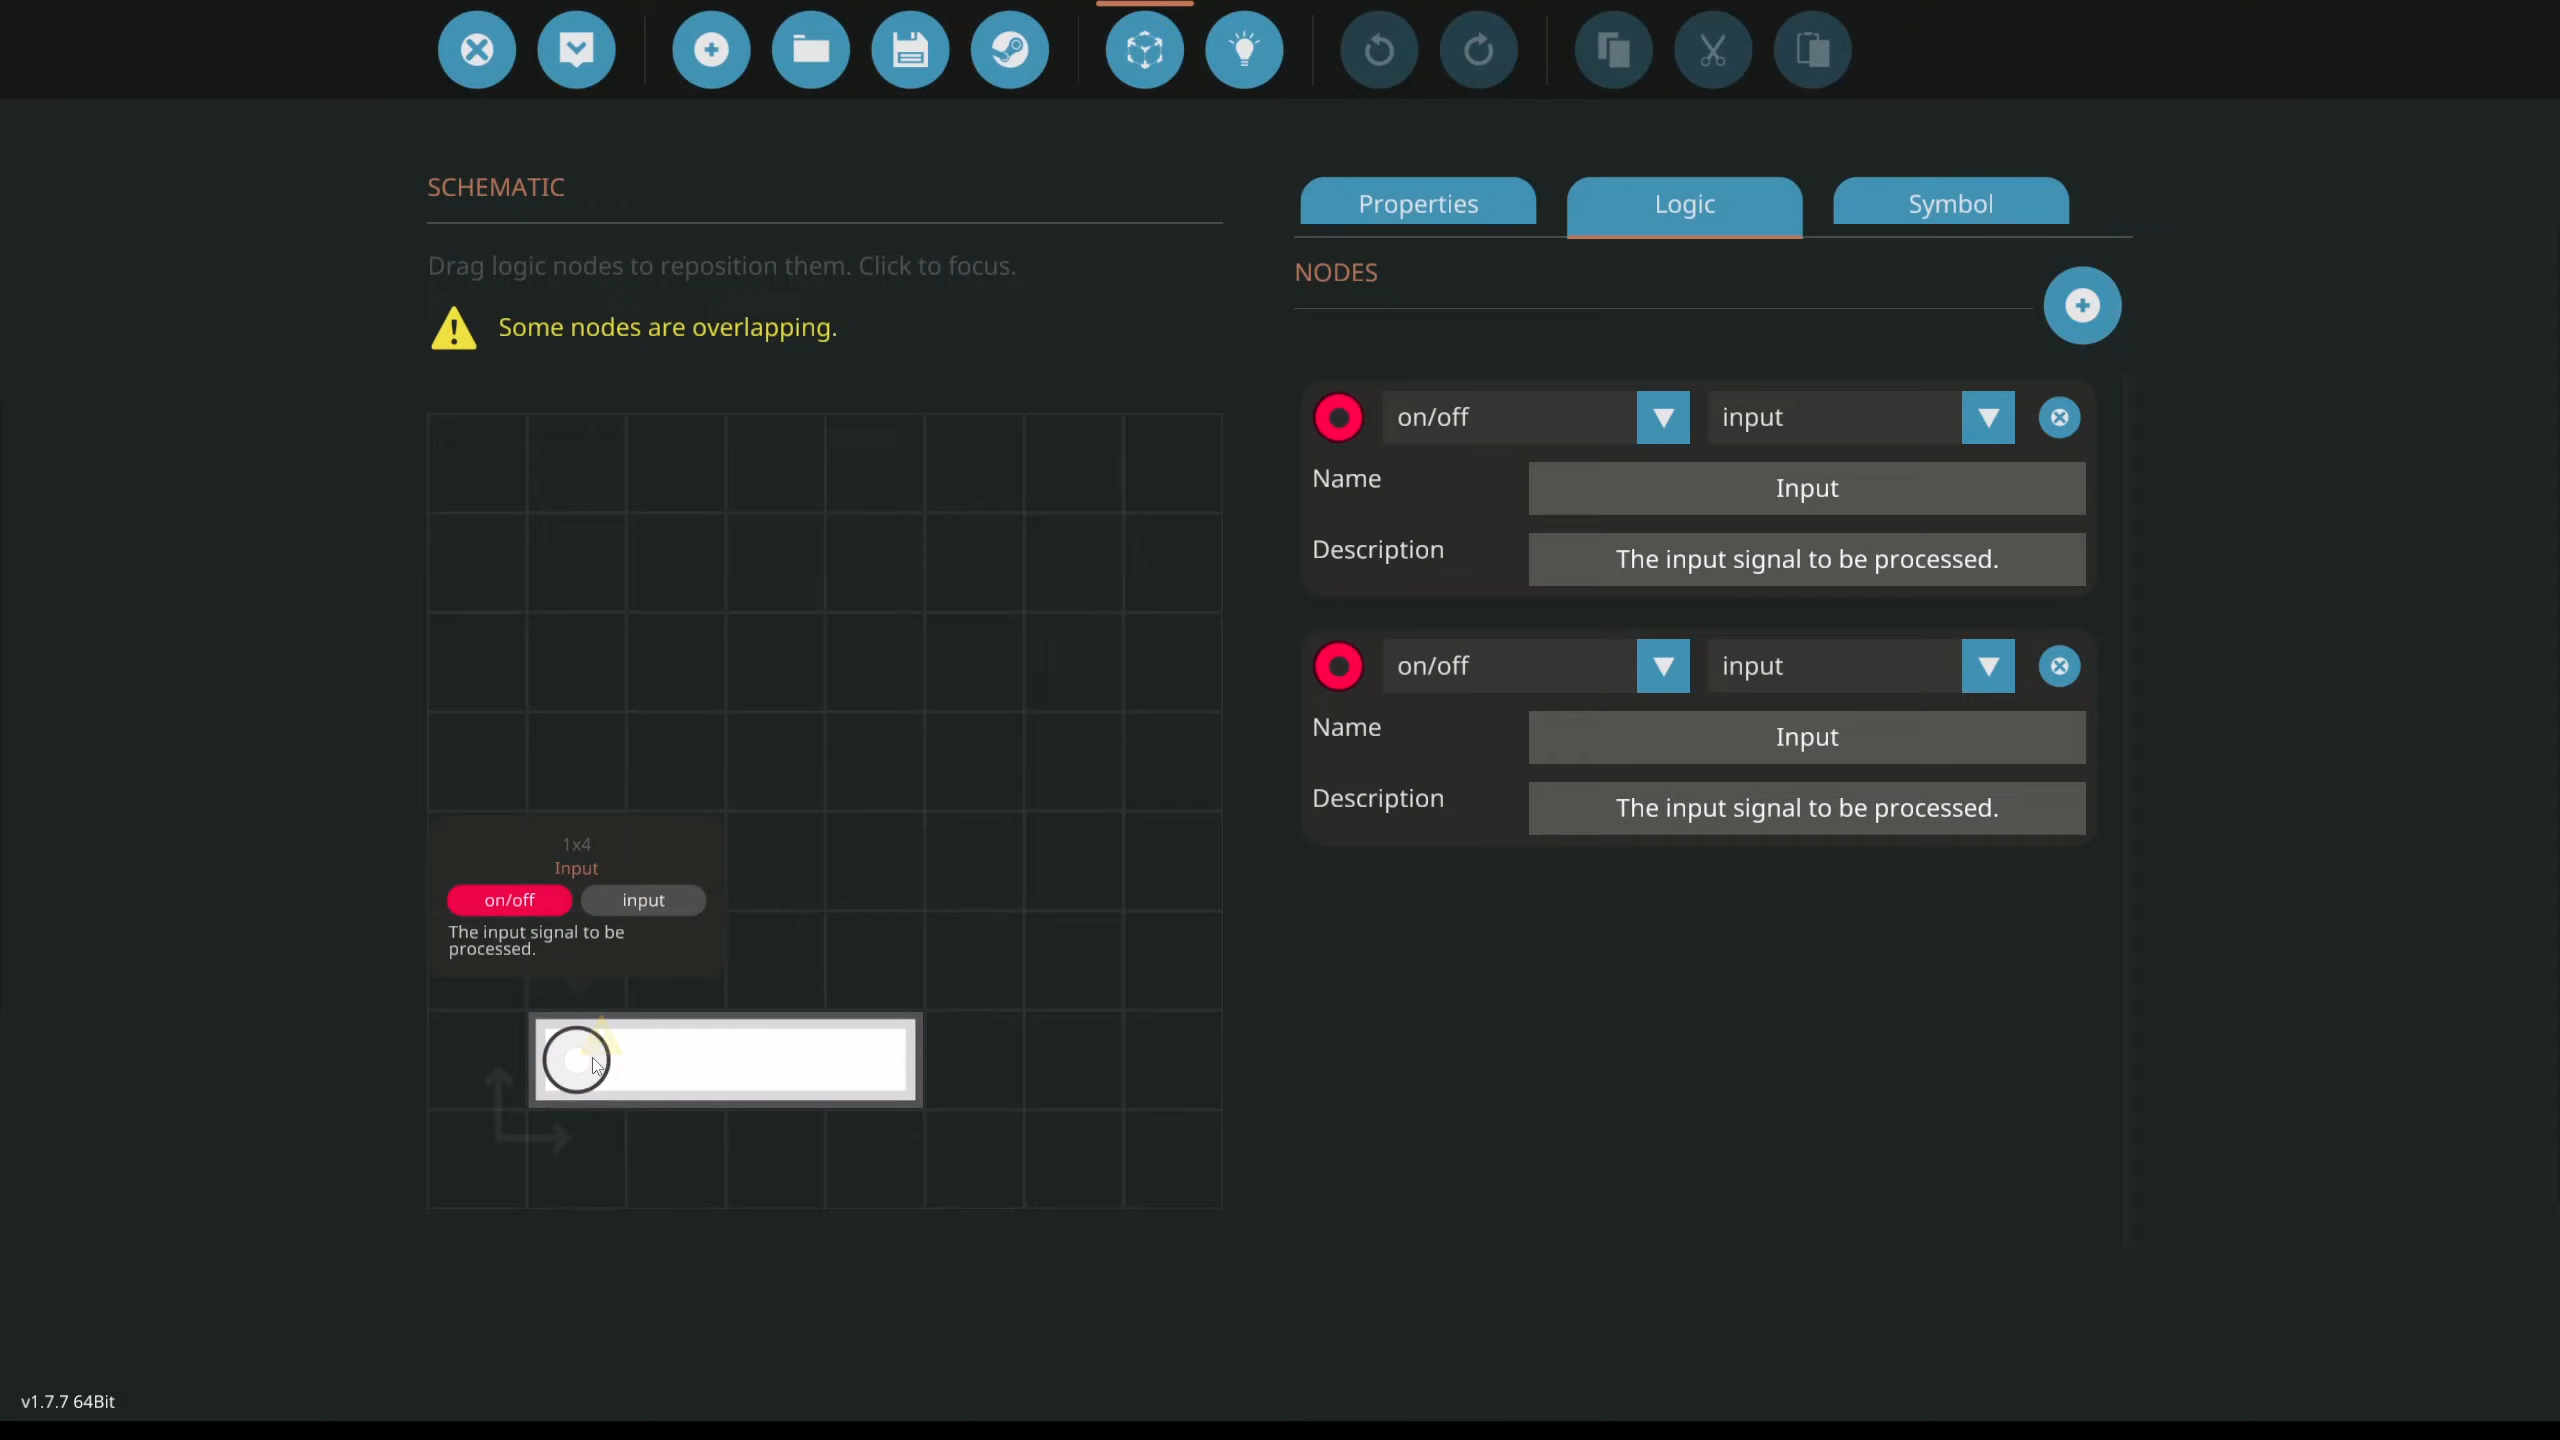 SCHEMATIC
Drag logic nodes to reposition them. Click to focus.
Some nodes are overlapping.
1x4
Input
on/off input
The input signal to be
processed.
Properties Logic Symbol
NODES
on/off input
Name Input
Description The input signal to be processed.
on/off input
Name Input
Description The input signal to be processed.
v1.7.7 64Bit